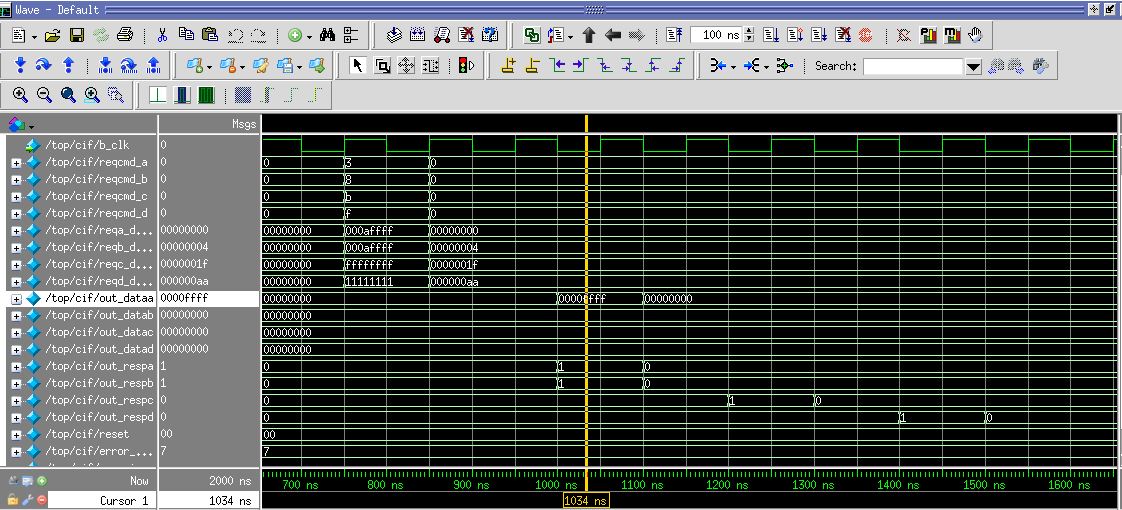 Wave - Default
100 ns
Search:
Msgs
/top/cif/b_clk 0
/top/cif/reqcmd_a 0 0 3 0
/top/cif/reqcmd_b 0 0 8 0
/top/cif/reqcmd_c 0 0 b 0
/top/cif/reqcmd_d 0 0 f 0
/top/cif/reqa_d... 00000000 00000000 000affff 00000000
/top/cif/reqb_d... 00000004 00000000 000affff 00000004
/top/cif/reqc_d... 0000001f 00000000 ffffffff 0000001f
/top/cif/reqd_d... 000000aa 00000000 11111111 000000aa
/top/cif/out_dataa 0000ffff 00000000 0000ffff 00000000
/top/cif/out_datab 00000000 00000000
/top/cif/out_datac 00000000 00000000
/top/cif/out_datad 00000000 00000000
/top/cif/out_respa 1 0 1 0
/top/cif/out_respb 1 0 1 0
/top/cif/out_respc 0 0 1 0
/top/cif/out_respd 0 0 1 0
/top/cif/reset 00 00
/top/cif/error_... 7 7
Now 2000 ns 700 ns 800 ns 900 ns 1000 ns 1100 ns 1200 ns 1300 ns 1400 ns 1500 ns 1600 ns
Cursor 1 1034 ns 1034 ns